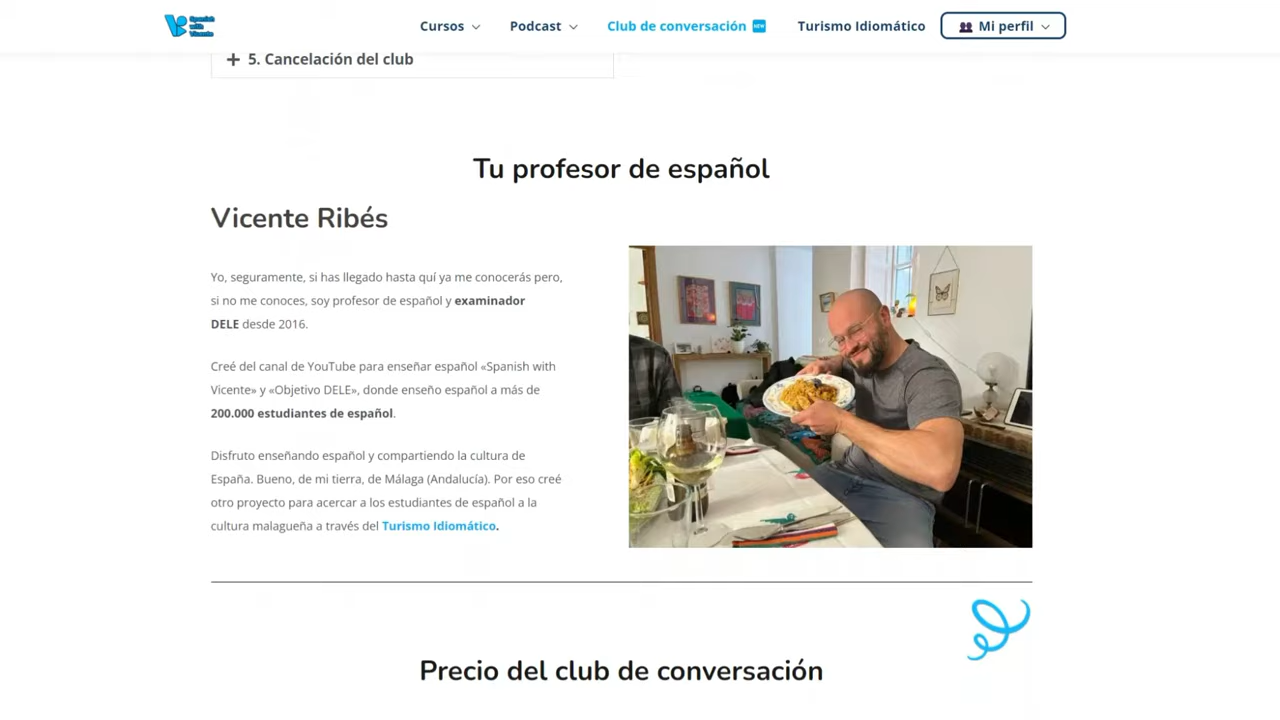 Spanish
with
Vicente
Cursos
Podcast
Club de conversación NEW
Turismo Idiomático
Mi perfil
5. Cancelación del club
Tu profesor de español
Vicente Ribés
Yo, seguramente, si has llegado hasta quí ya me conocerás pero,
si no me conoces, soy profesor de español y examinador
DELE desde 2016.
Creé del canal de YouTube para enseñar español «Spanish with
Vicente» y «Objetivo DELE», donde enseño español a más de
200.000 estudiantes de español.
Disfruto enseñando español y compartiendo la cultura de
España. Bueno, de mi tierra, de Málaga (Andalucía). Por eso creé
otro proyecto para acercar a los estudiantes de español a la
cultura malagueña a través del Turismo Idiomático.
Precio del club de conversación